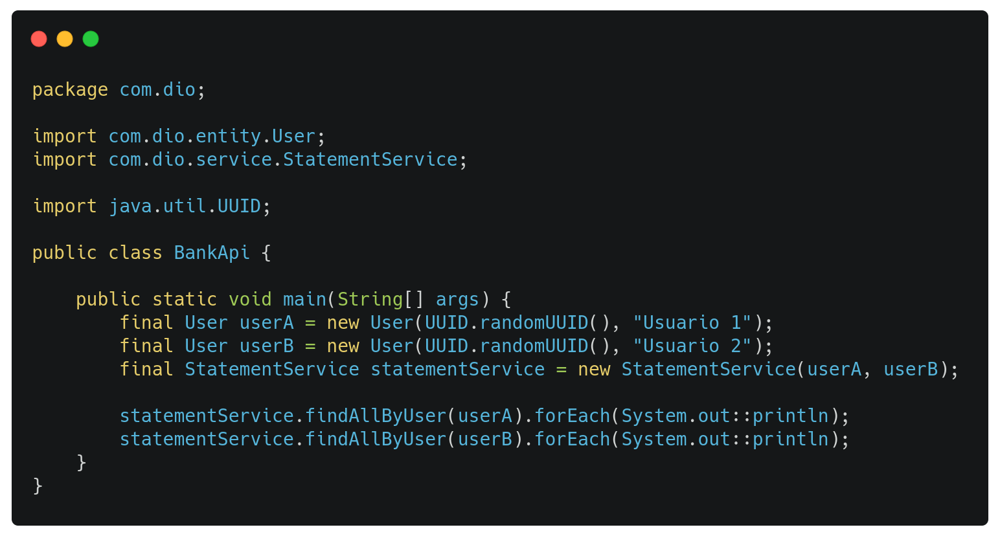 package com.dio;

import com.dio.entity.User;
import com.dio.service.StatementService;

import java.util.UUID;

public class BankApi {

    public static void main(String[] args) {
        final User userA = new User(UUID.randomUUID(), "Usuario 1");
        final User userB = new User(UUID.randomUUID(), "Usuario 2");
        final StatementService statementService = new StatementService(userA, userB);

        statementService.findAllByUser(userA).forEach(System.out::println);
        statementService.findAllByUser(userB).forEach(System.out::println);
    }
}